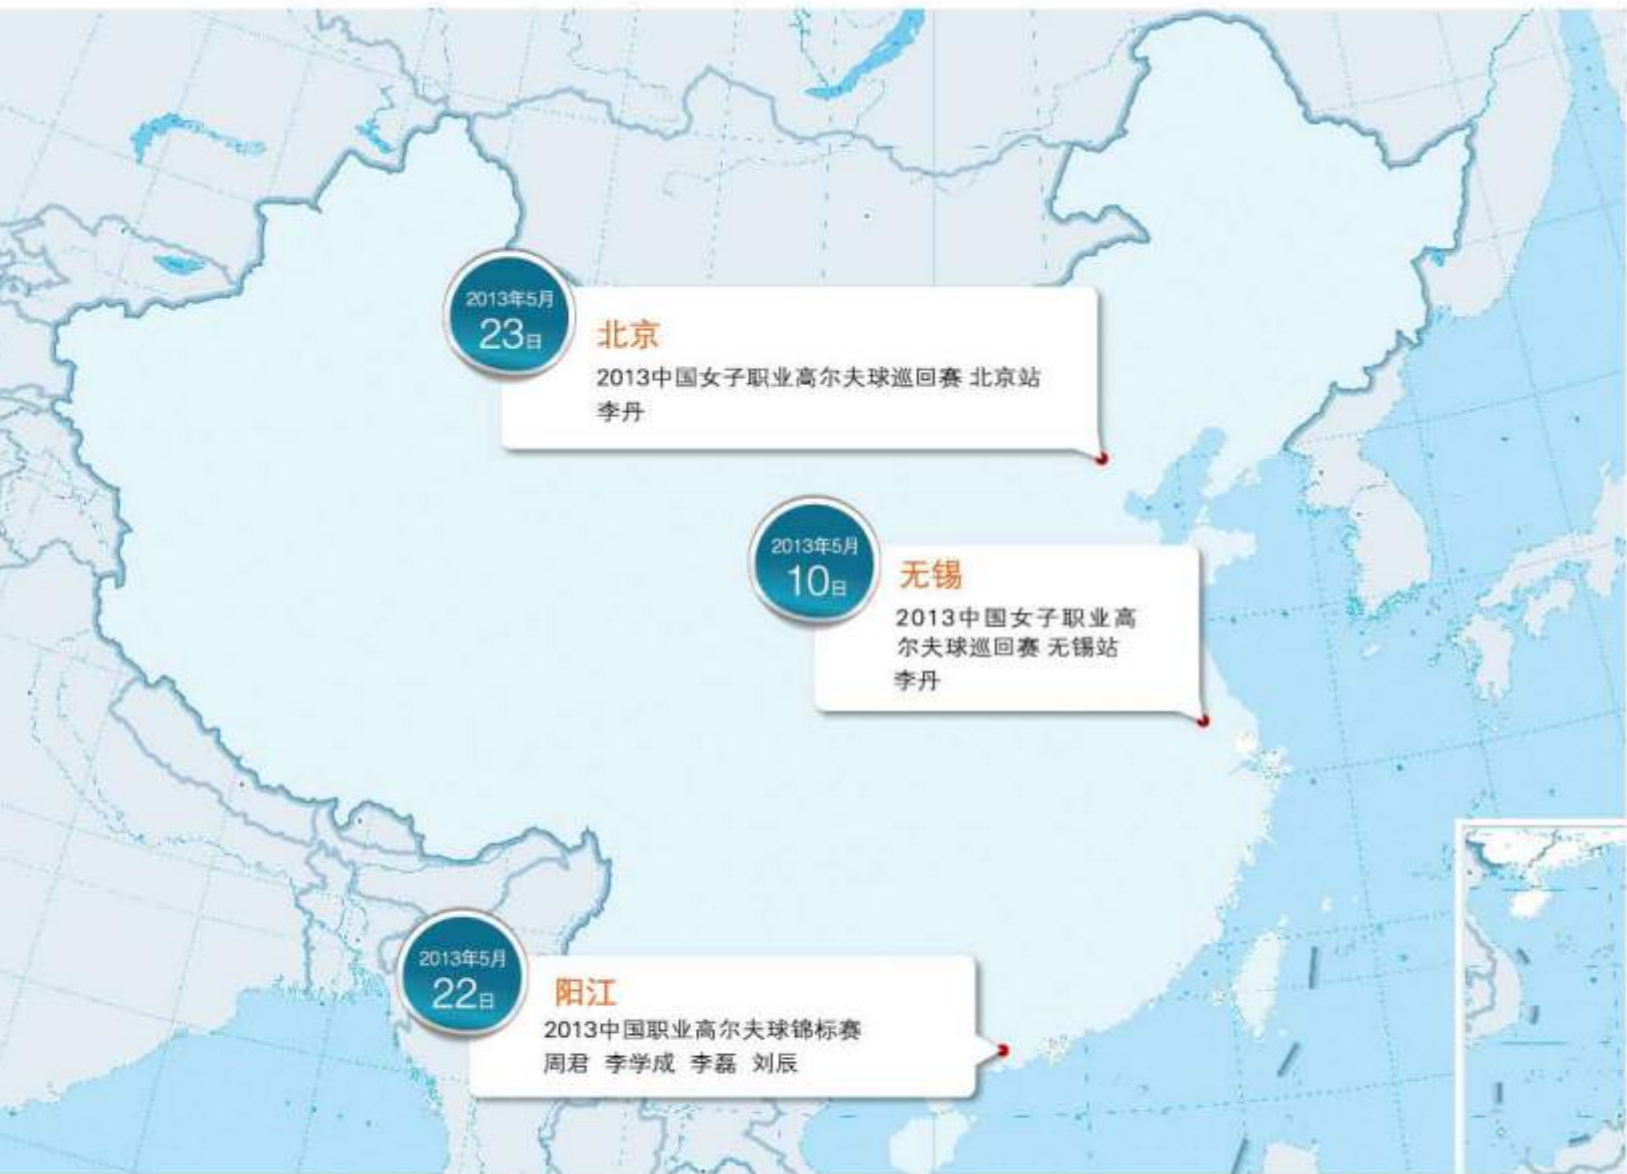 2013年5月
23日
北京
2013中国女子职业高尔夫球巡回赛 北京站
李丹
2013年5月
10日
无锡
2013中国女子职业高
尔夫球巡回赛 无锡站
李丹
2013年5月
22日
阳江
2013中国职业高尔夫球锦标赛
周君 李学成 李磊 刘辰